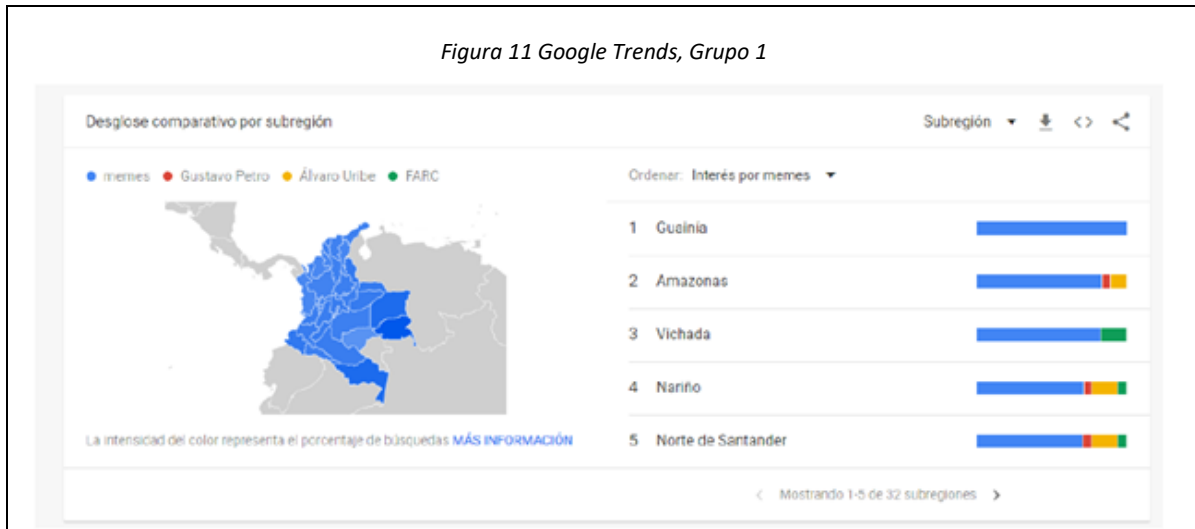 Figura 11 Google Trends, Grupo 1
Desglose comparativo por subregión
Subregión
memes Gustavo Petro Álvaro Uribe FARC
Ordenar: Interés por memes
1 Guainía
2 Amazonas
3 Vichada
4 Nariño
5 Norte de Santander
La intensidad del color representa el porcentaje de búsquedas MÁS INFORMACIÓN
Mostrando 1-5 de 32 subregiones